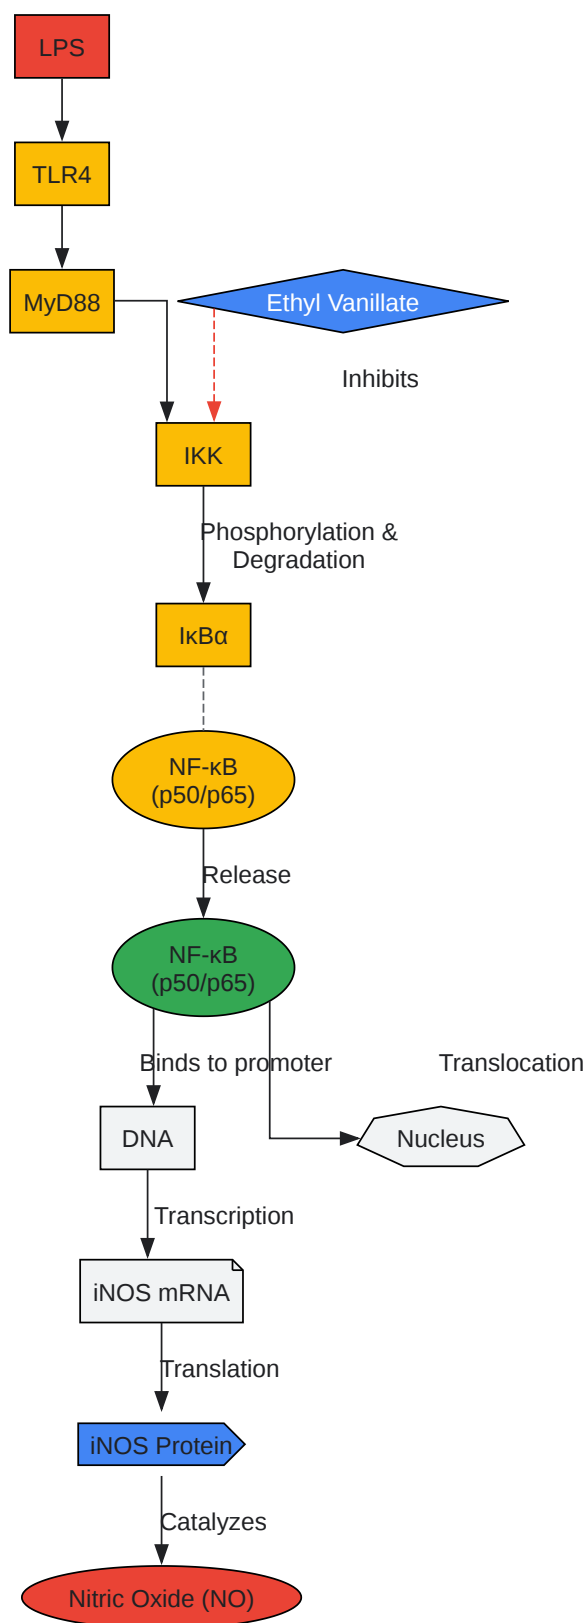 LPS
TLR4
MyD88
Ethyl Vanillate
Inhibits
IKK
Phosphorylation &
Degradation
IκBα
NF-κB
(p50/p65)
Release
NF-κB
(p50/p65)
Binds to promoter
Translocation
DNA
Nucleus
Transcription
iNOS mRNA
Translation
iNOS Protein
Catalyzes
Nitric Oxide (NO)